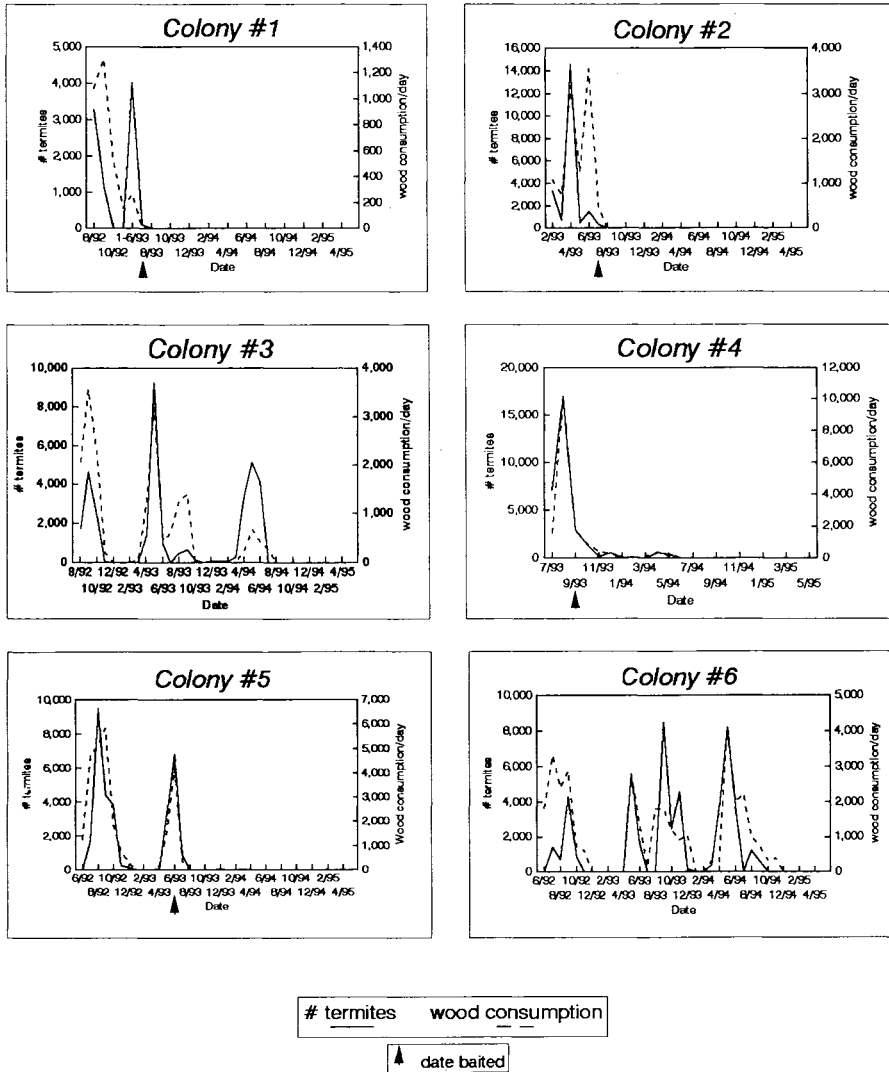 Colony #1
5,000
4,000
3,000
2,000
1,000
0
# termites
1,400
1,200
1,000
800
600
400
200
0
wood consumption/day
8/92 2/93 1-6/93 10/93 2/94 6/94 10/94 2/95
10/92 8/93 12/93 4/94 8/94 12/94 4/95
Date
Colony #2
16,000
14,000
12,000
10,000
8,000
6,000
4,000
2,000
0
# termites
4,000
3,000
2,000
1,000
0
wood consumption/day
2/93 6/93 10/93 2/94 6/94 10/94 2/95
4/93 8/93 12/93 4/94 8/94 12/94 4/95
Date
Colony #3
10,000
8,000
6,000
4,000
2,000
0
# termites
4,000
3,000
2,000
1,000
0
wood consumption/day
8/92 12/92 4/93 8/93 12/93 4/94 8/94 12/94 4/95
10/92 2/93 6/93 10/93 2/94 6/94 10/94 2/95
Date
Colony #4
20,000
15,000
10,000
5,000
0
# termites
12,000
10,000
8,000
6,000
4,000
2,000
0
wood consumption/day
7/93 11/93 3/94 7/94 11/94 3/95
9/93 1/94 5/94 9/94 1/95 5/95
Date
Colony #5
10,000
8,000
6,000
4,000
2,000
0
# termites
7,000
6,000
5,000
4,000
3,000
2,000
1,000
0
Wood consumption/day
6/92 10/92 2/93 6/93 10/93 2/94 6/94 10/94 2/95
8/92 12/92 4/93 8/93 12/93 4/94 8/94 12/94 4/95
Date
Colony #6
10,000
8,000
6,000
4,000
2,000
0
# termites
5,000
4,000
3,000
2,000
1,000
0
wood consumption/day
6/92 10/92 2/93 6/93 10/93 2/94 6/94 10/94 2/95
8/92 12/92 4/93 8/93 12/93 4/94 8/94 12/94 4/95
Date
# termites wood consumption
date baited